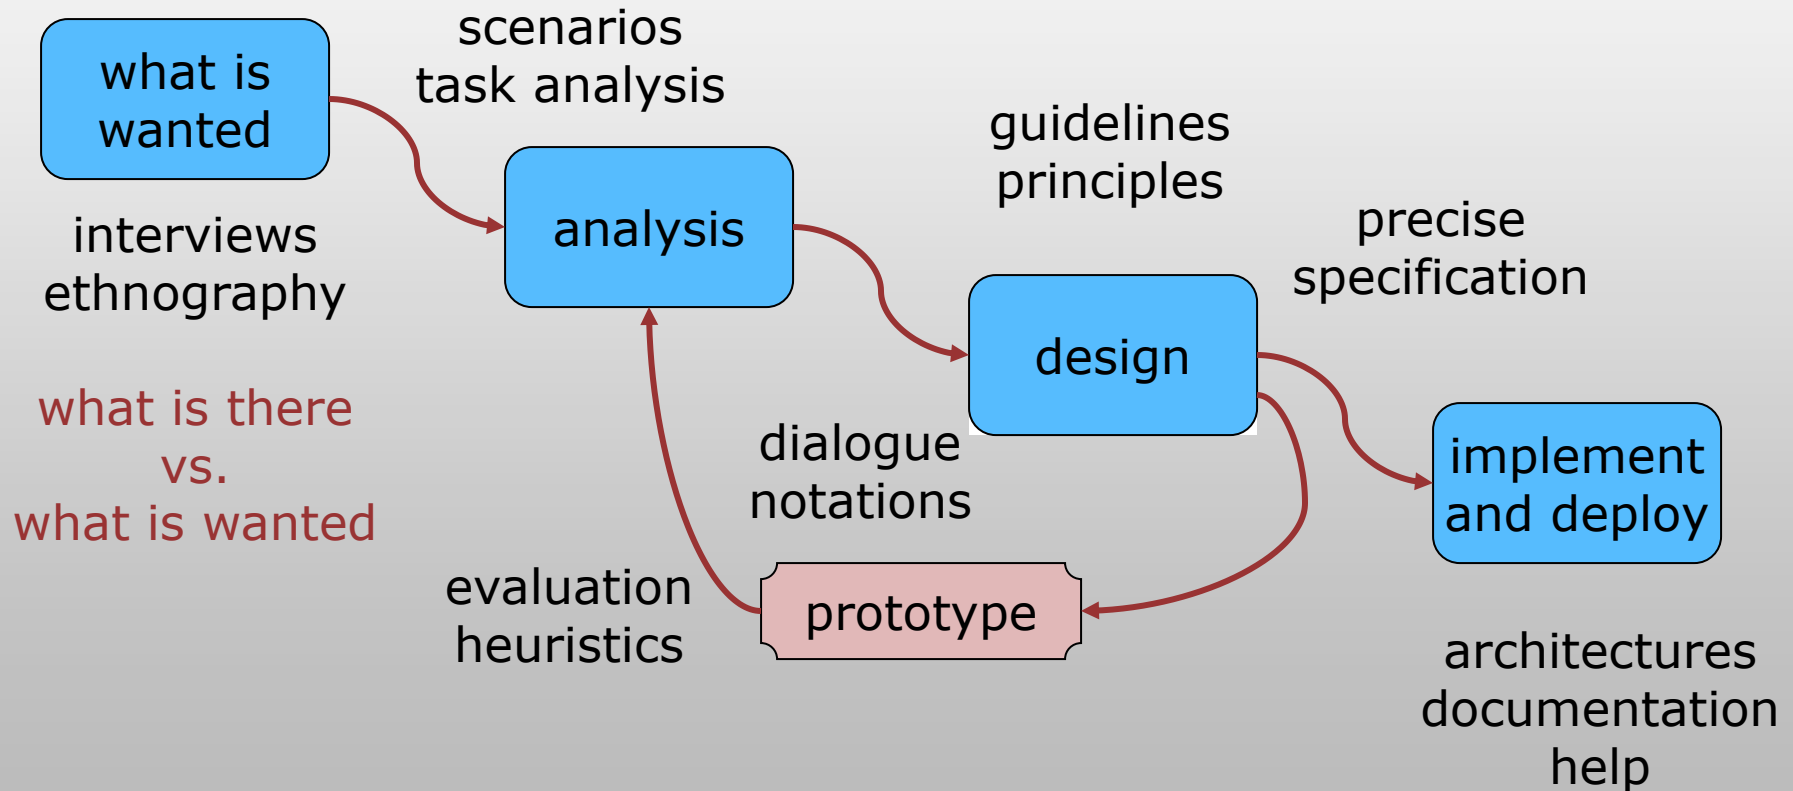 what is
wanted
scenarios
task analysis
interviews
ethnography
analysis
guidelines
principles
what is there
vs.
what is wanted
design
precise
specification
dialogue
notations
implement
and deploy
evaluation
heuristics
prototype
architectures
documentation
help